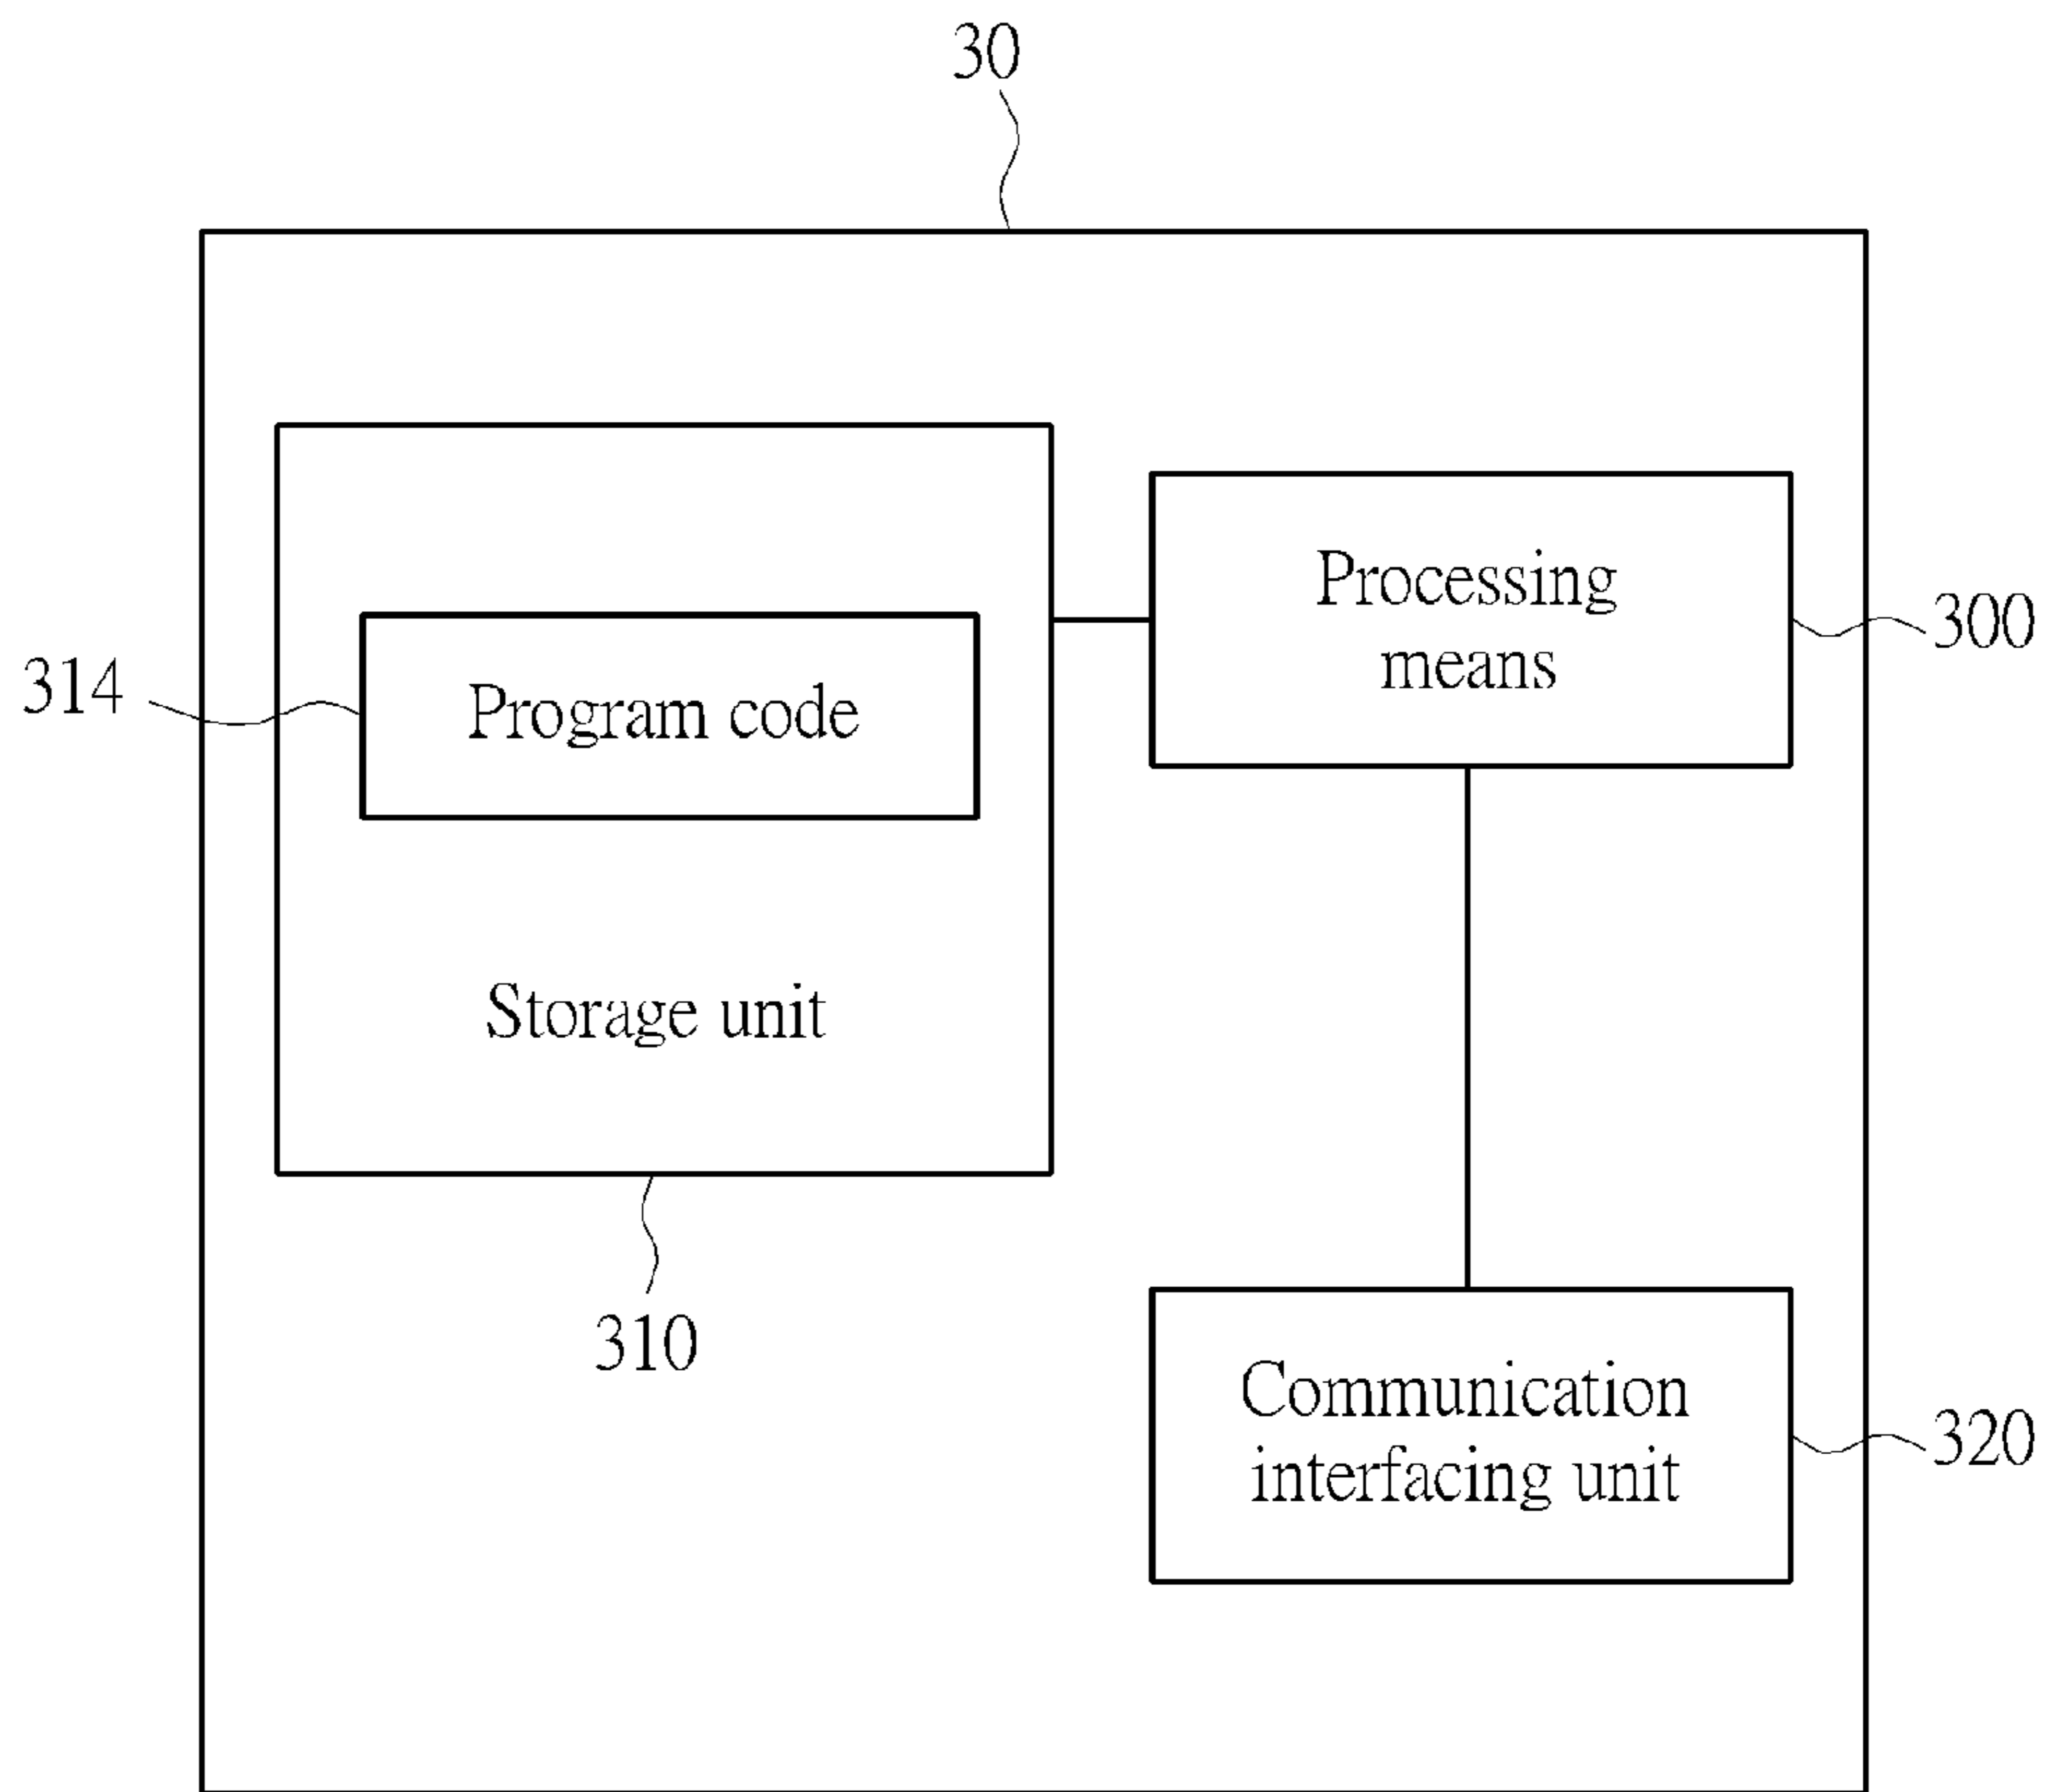 30
Processing
means
300
314
Program code
Storage unit
310
Communication
interfacing unit
320